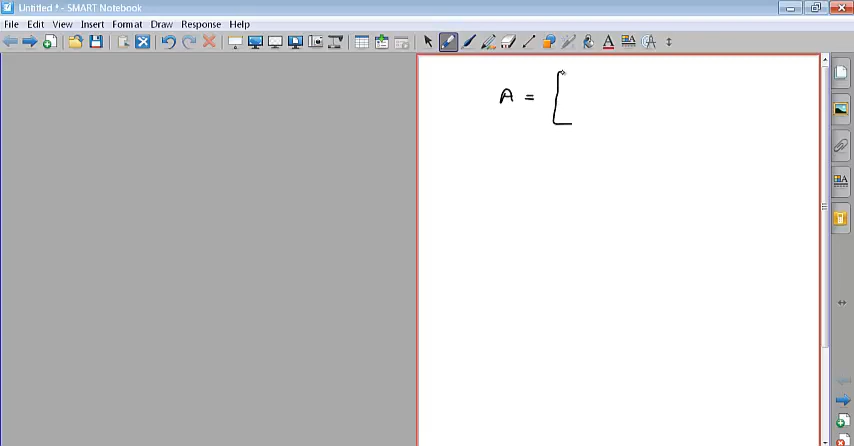 Untitled * - SMART Notebook
File Edit View Insert Format Draw Response Help
A = [